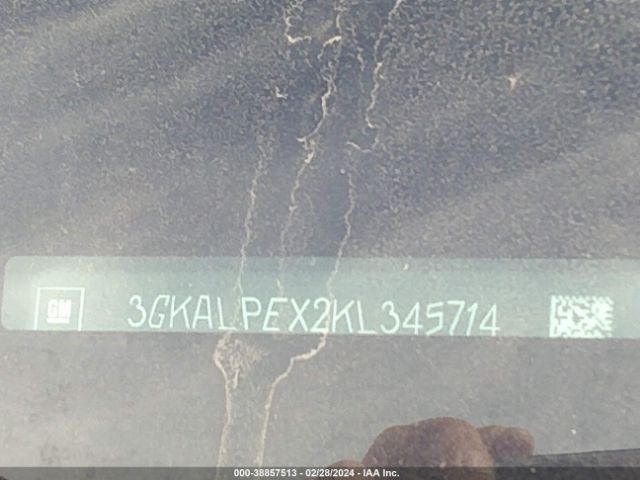 GM 3GKALPEX2KL345714
000-38857513 - 02/28/2024 - IAA Inc.